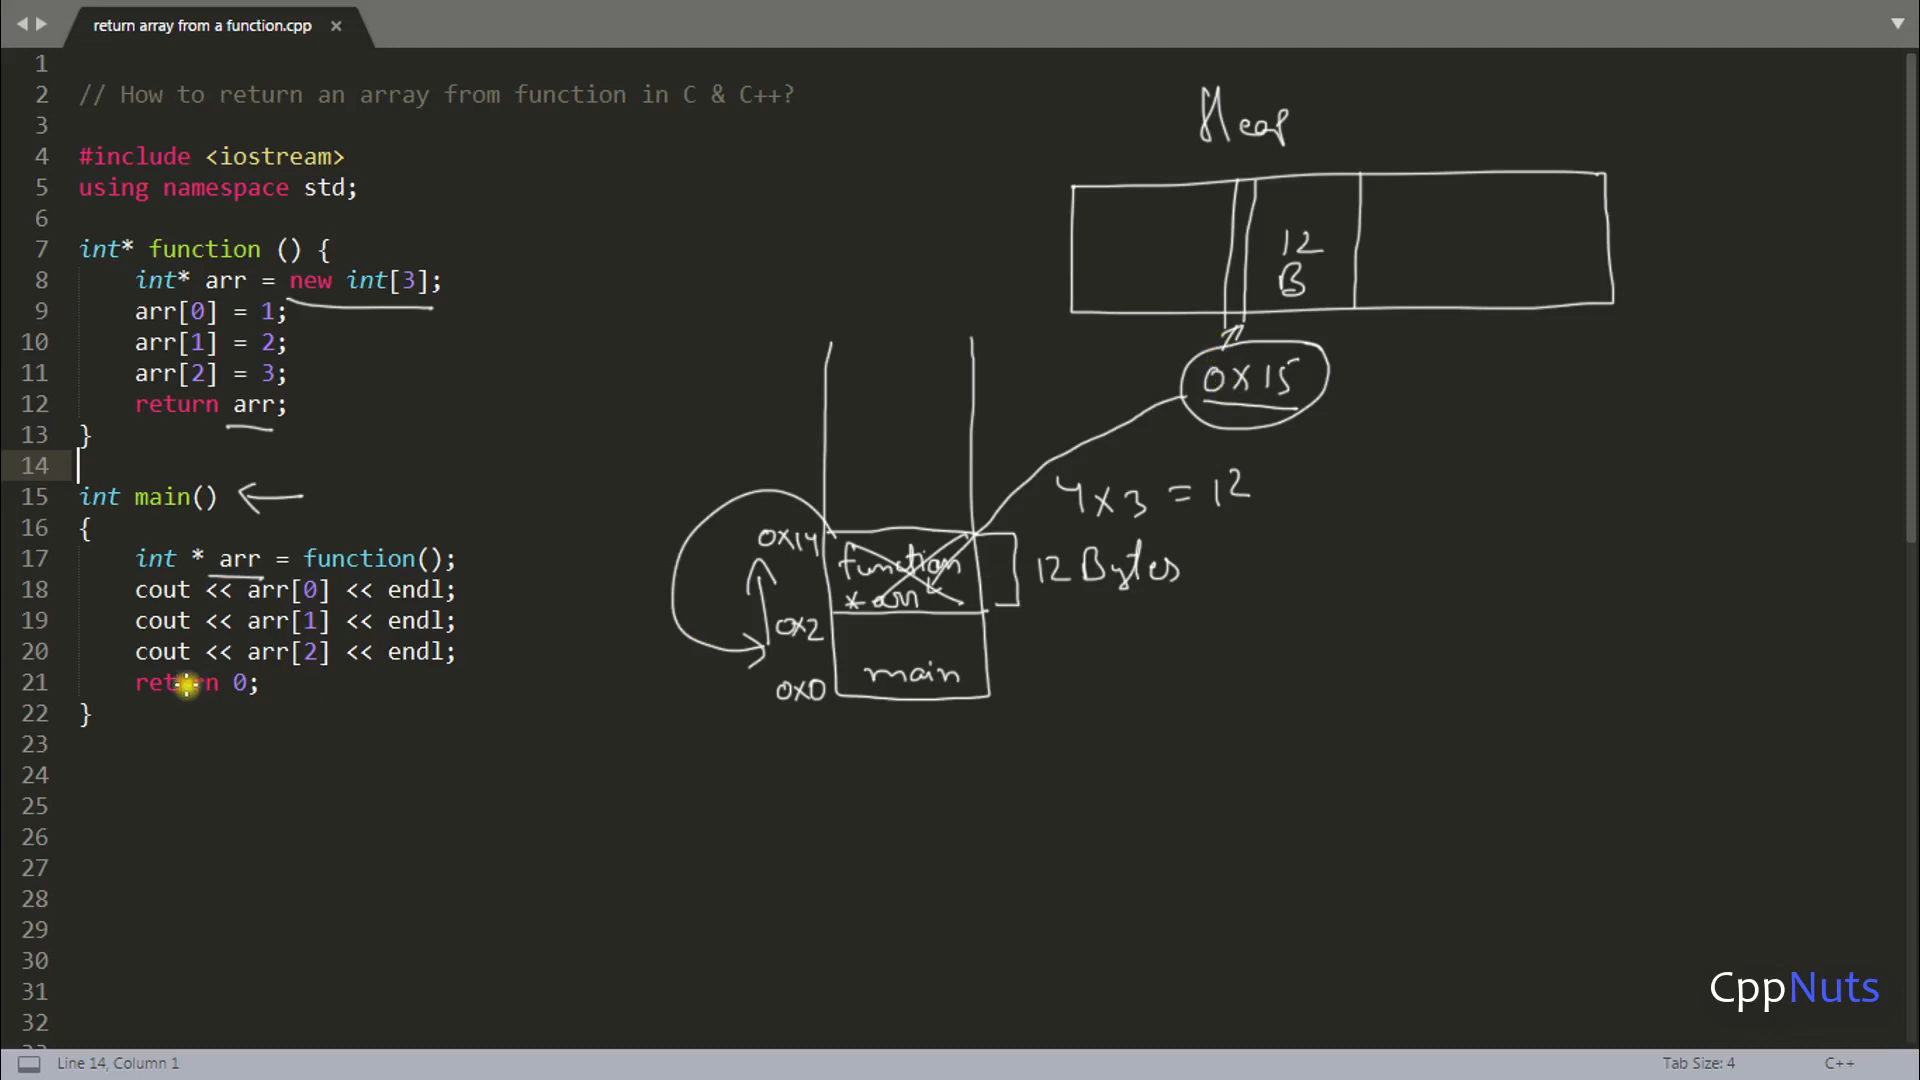 return array from a function.cpp ×
1
2 // How to return an array from function in C & C++?
3
4 #include <iostream>
5 using namespace std;
6
7 int* function () {
8 int* arr = new int[3];
9 arr[0] = 1;
10 arr[1] = 2;
11 arr[2] = 3;
12 return arr;
13 }
14
15 int main()
16 {
17 int * arr = function();
18 cout << arr[0] << endl;
19 cout << arr[1] << endl;
20 cout << arr[2] << endl;
21 return 0;
22 }
23
24
25
26
27
28
29
30
31
32
33
Heap
12
B
0x15
4 x 3 = 12
0x14
function
* arr
12 Bytes
0x2
main
0x0
CppNuts
Line 14, Column 1
Tab Size: 4
C++